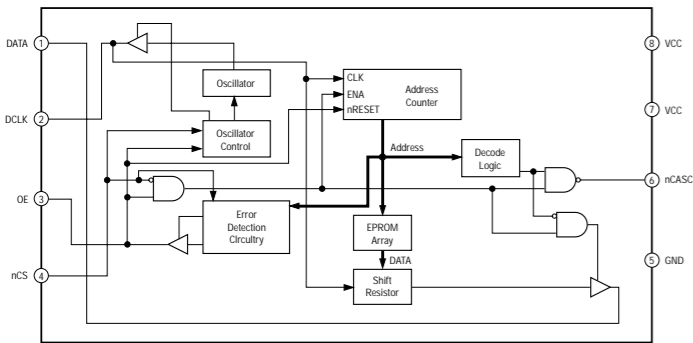 DATA 1
8 VCC
CLK
Address
Counter
ENA
nRESET
Oscillator
7 VCC
DCLK 2
Oscillator
Control
Address
Decode
Logic
6 nCASC
OE 3
Error
Detection
CIrcuitry
EPROM
Array
DATA
5 GND
nCS 4
Shift
Resistor